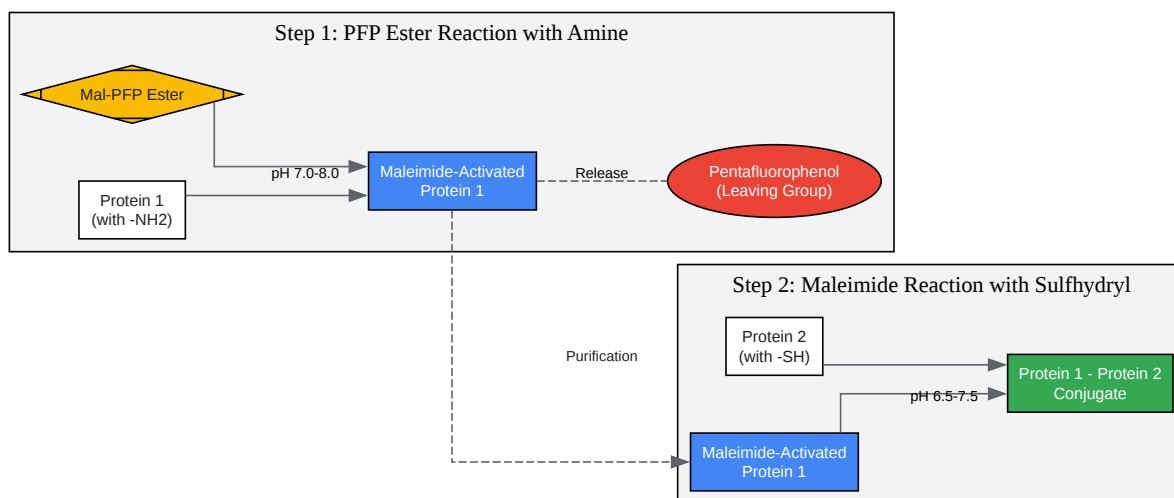 Step 1: PFP Ester Reaction with Amine
Mal-PFP Ester
pH 7.0-8.0
Protein 1
(with -NH2)
Maleimide-Activated
Protein 1
Release
Pentafluorophenol
(Leaving Group)
Purification
Step 2: Maleimide Reaction with Sulfhydryl
Protein 2
(with -SH)
pH 6.5-7.5
Maleimide-Activated
Protein 1
Protein 1 - Protein 2
Conjugate